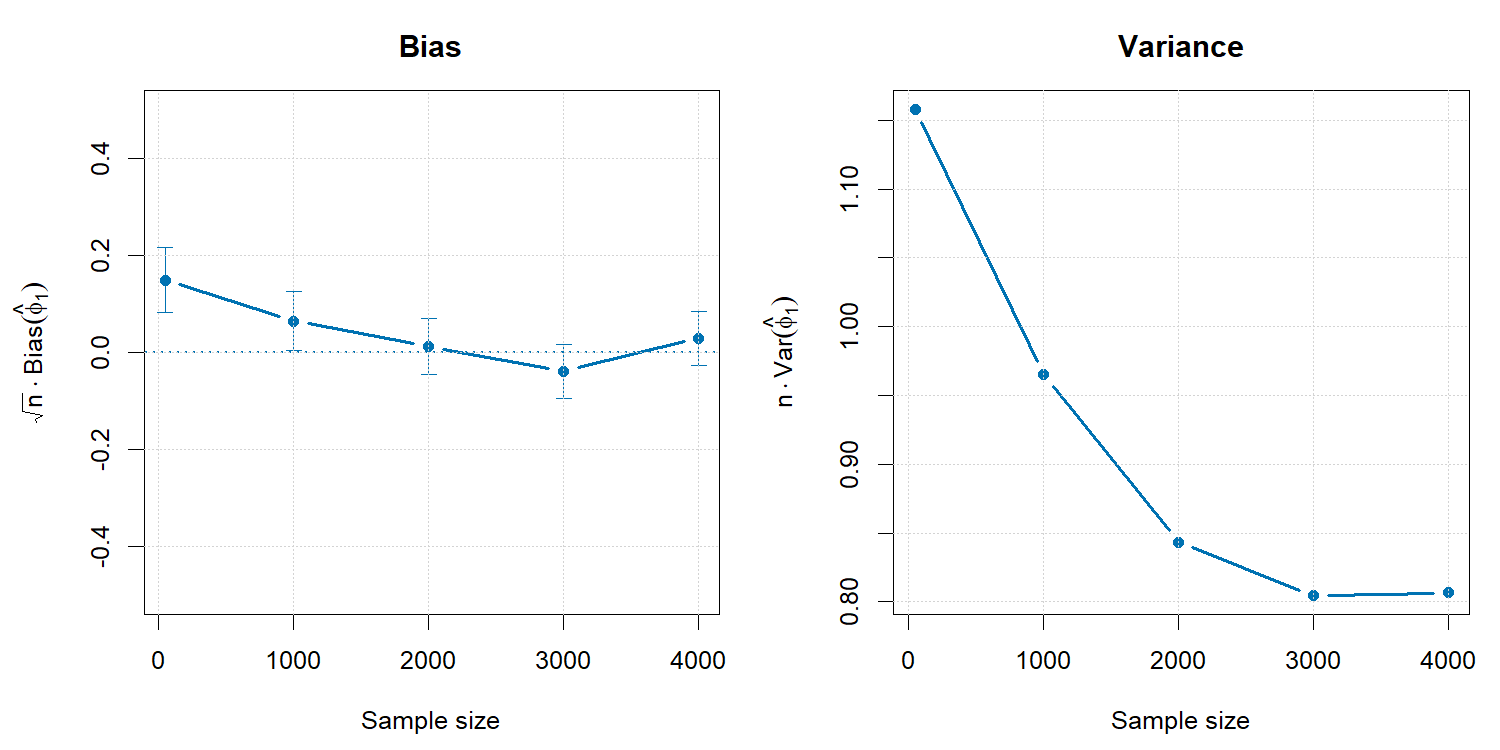 Bias
√n · Bias(ϕ̂₁)
0.4
0.2
0.0
-0.2
-0.4
0 1000 2000 3000 4000
Sample size
Variance
n · Var(ϕ̂₁)
1.10
1.00
0.90
0.80
0 1000 2000 3000 4000
Sample size